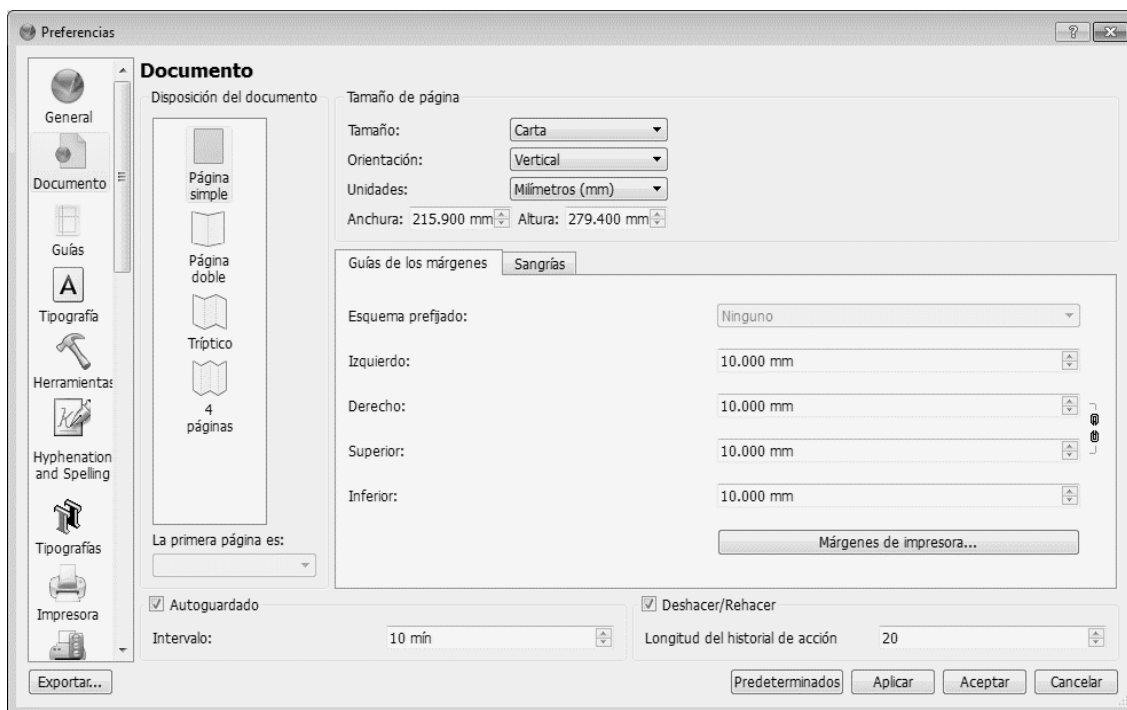 Preferencias
General
Documento
Guías
Tipografía
Herramientas
Hyphenation
and Spelling
Tipografías
Impresora
Documento
Disposición del documento
Página
simple
Página
doble
Tríptico
4
páginas
La primera página es:
Tamaño de página
Tamaño: Carta
Orientación: Vertical
Unidades: Milímetros (mm)
Anchura: 215.900 mm Altura: 279.400 mm
Guías de los márgenes Sangrías
Esquema prefijado: Ninguno
Izquierdo: 10.000 mm
Derecho: 10.000 mm
Superior: 10.000 mm
Inferior: 10.000 mm
Márgenes de impresora...
Autoguardado
Intervalo: 10 mín
Deshacer/Rehacer
Longitud del historial de acción 20
Exportar... Predeterminados Aplicar Aceptar Cancelar